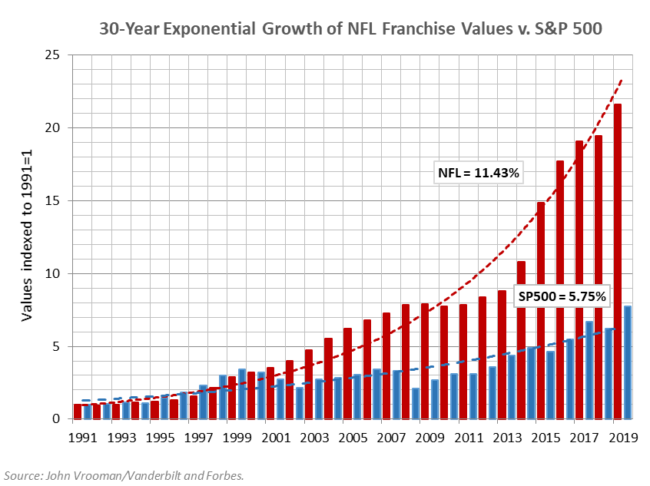 30-Year Exponential Growth of NFL Franchise Values v. S&P 500
Values indexed to 1991=1
25
20
15
10
5
0
NFL = 11.43%
SP500 = 5.75%
1991 1993 1995 1997 1999 2001 2003 2005 2007 2009 2011 2013 2015 2017 2019
Source: John Vrooman/Vanderbilt and Forbes.